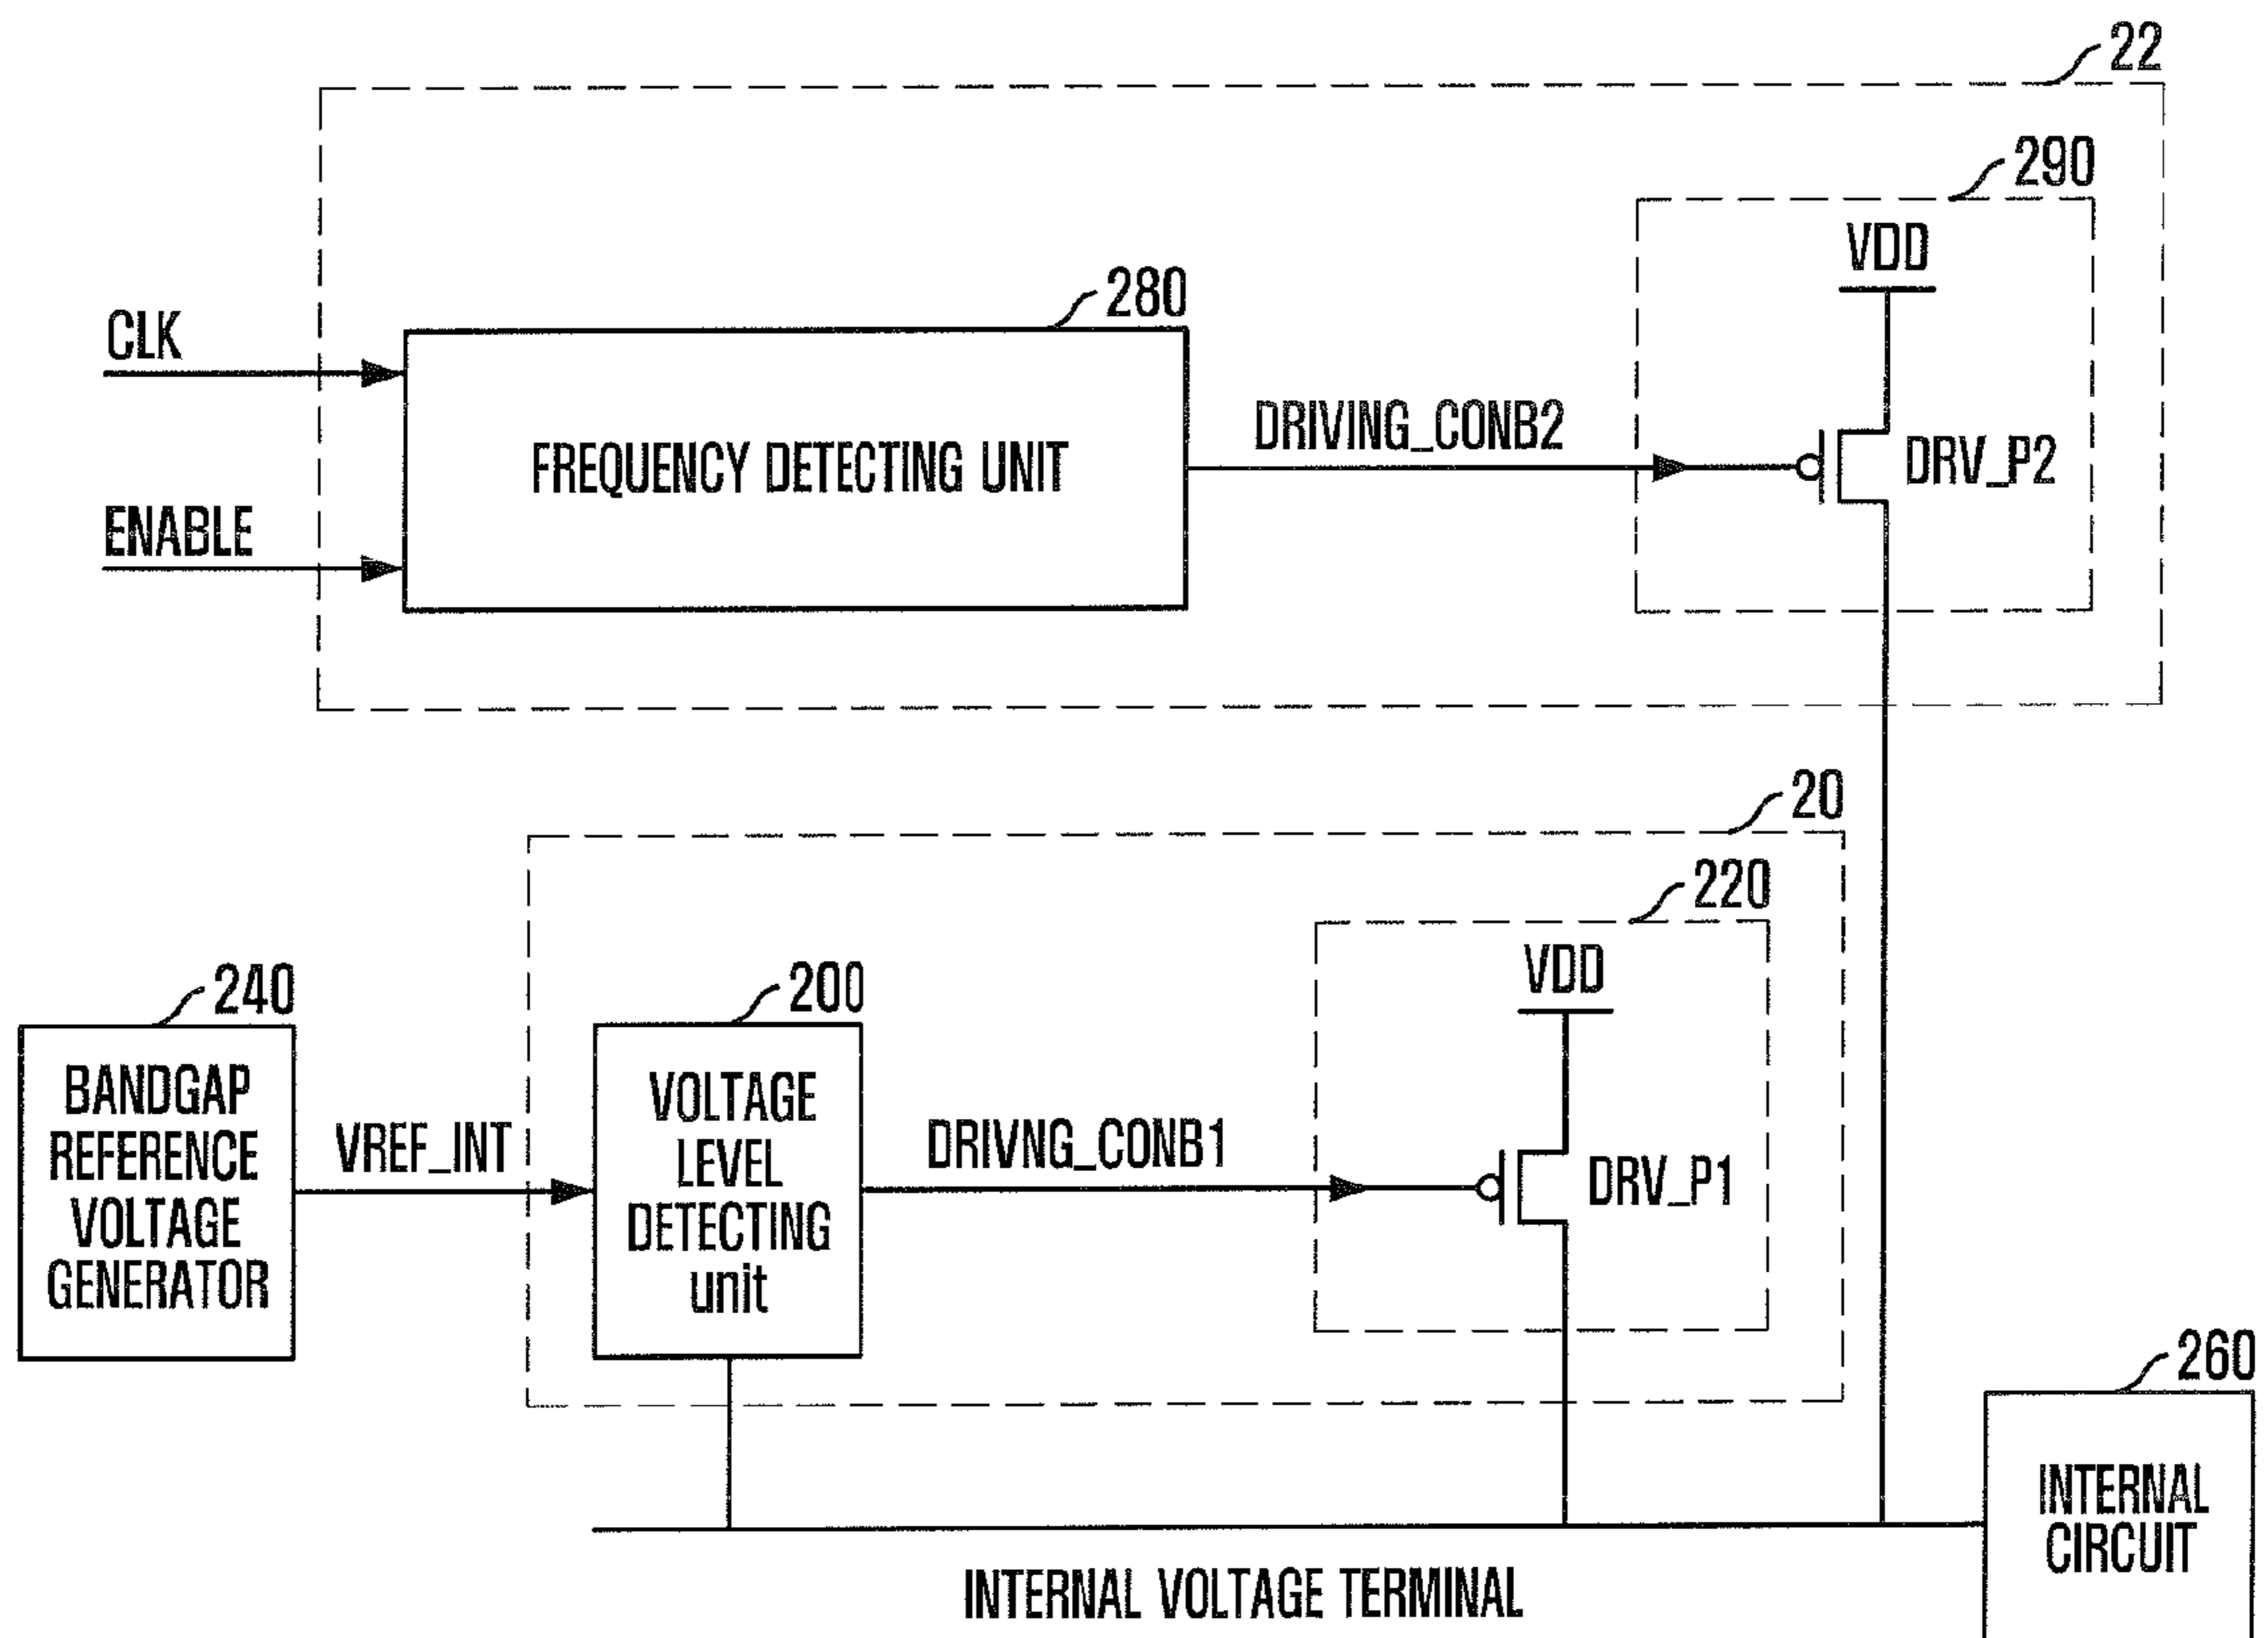 22
290
VDD
280
CLK
DRIVING_CONB2
FREQUENCY DETECTING UNIT
DRV_P2
ENABLE
20
220
VDD
240
200
BANDGAP
REFERENCE
VOLTAGE
GENERATOR
VREF_INT
VOLTAGE
LEVEL
DETECTING
unit
DRIVNG_CONB1
DRV_P1
260
INTERNAL
CIRCUIT
INTERNAL VOLTAGE TERMINAL